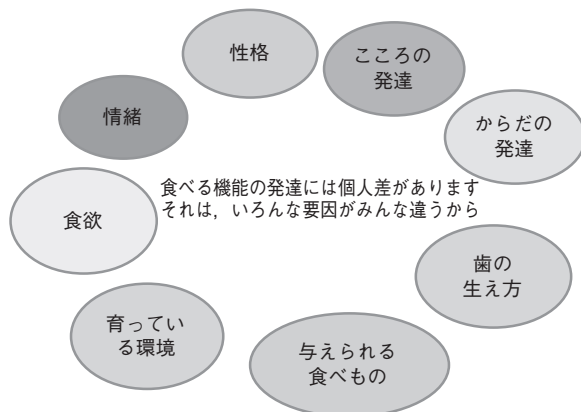 性格
こころの
発達
情緒
からだの
発達
食べる機能の発達には個人差があります
それは，いろんな要因がみんな違うから
食欲
歯の
生え方
育ってい
る環境
与えられる
食べもの